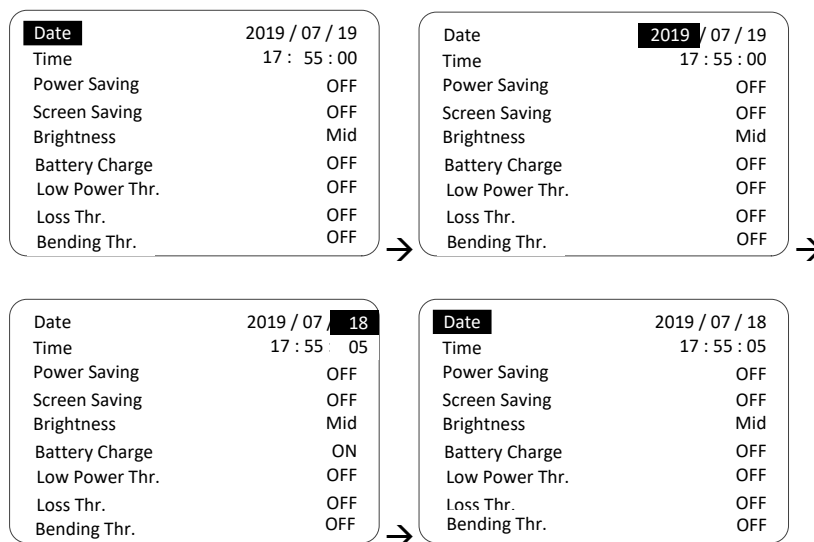 Date 2019 / 07 / 19
Time 17 : 55 : 00
Power Saving OFF
Screen Saving OFF
Brightness Mid
Battery Charge OFF
Low Power Thr. OFF
Loss Thr. OFF
Bending Thr. OFF
→
Date 2019 / 07 / 19
Time 17 : 55 : 00
Power Saving OFF
Screen Saving OFF
Brightness Mid
Battery Charge OFF
Low Power Thr. OFF
Loss Thr. OFF
Bending Thr. OFF
→
Date 2019 / 07 / 18
Time 17 : 55 : 05
Power Saving OFF
Screen Saving OFF
Brightness Mid
Battery Charge ON
Low Power Thr. OFF
Loss Thr. OFF
Bending Thr. OFF
→
Date 2019 / 07 / 18
Time 17 : 55 : 05
Power Saving OFF
Screen Saving OFF
Brightness Mid
Battery Charge OFF
Low Power Thr. OFF
Loss Thr. OFF
Bending Thr. OFF